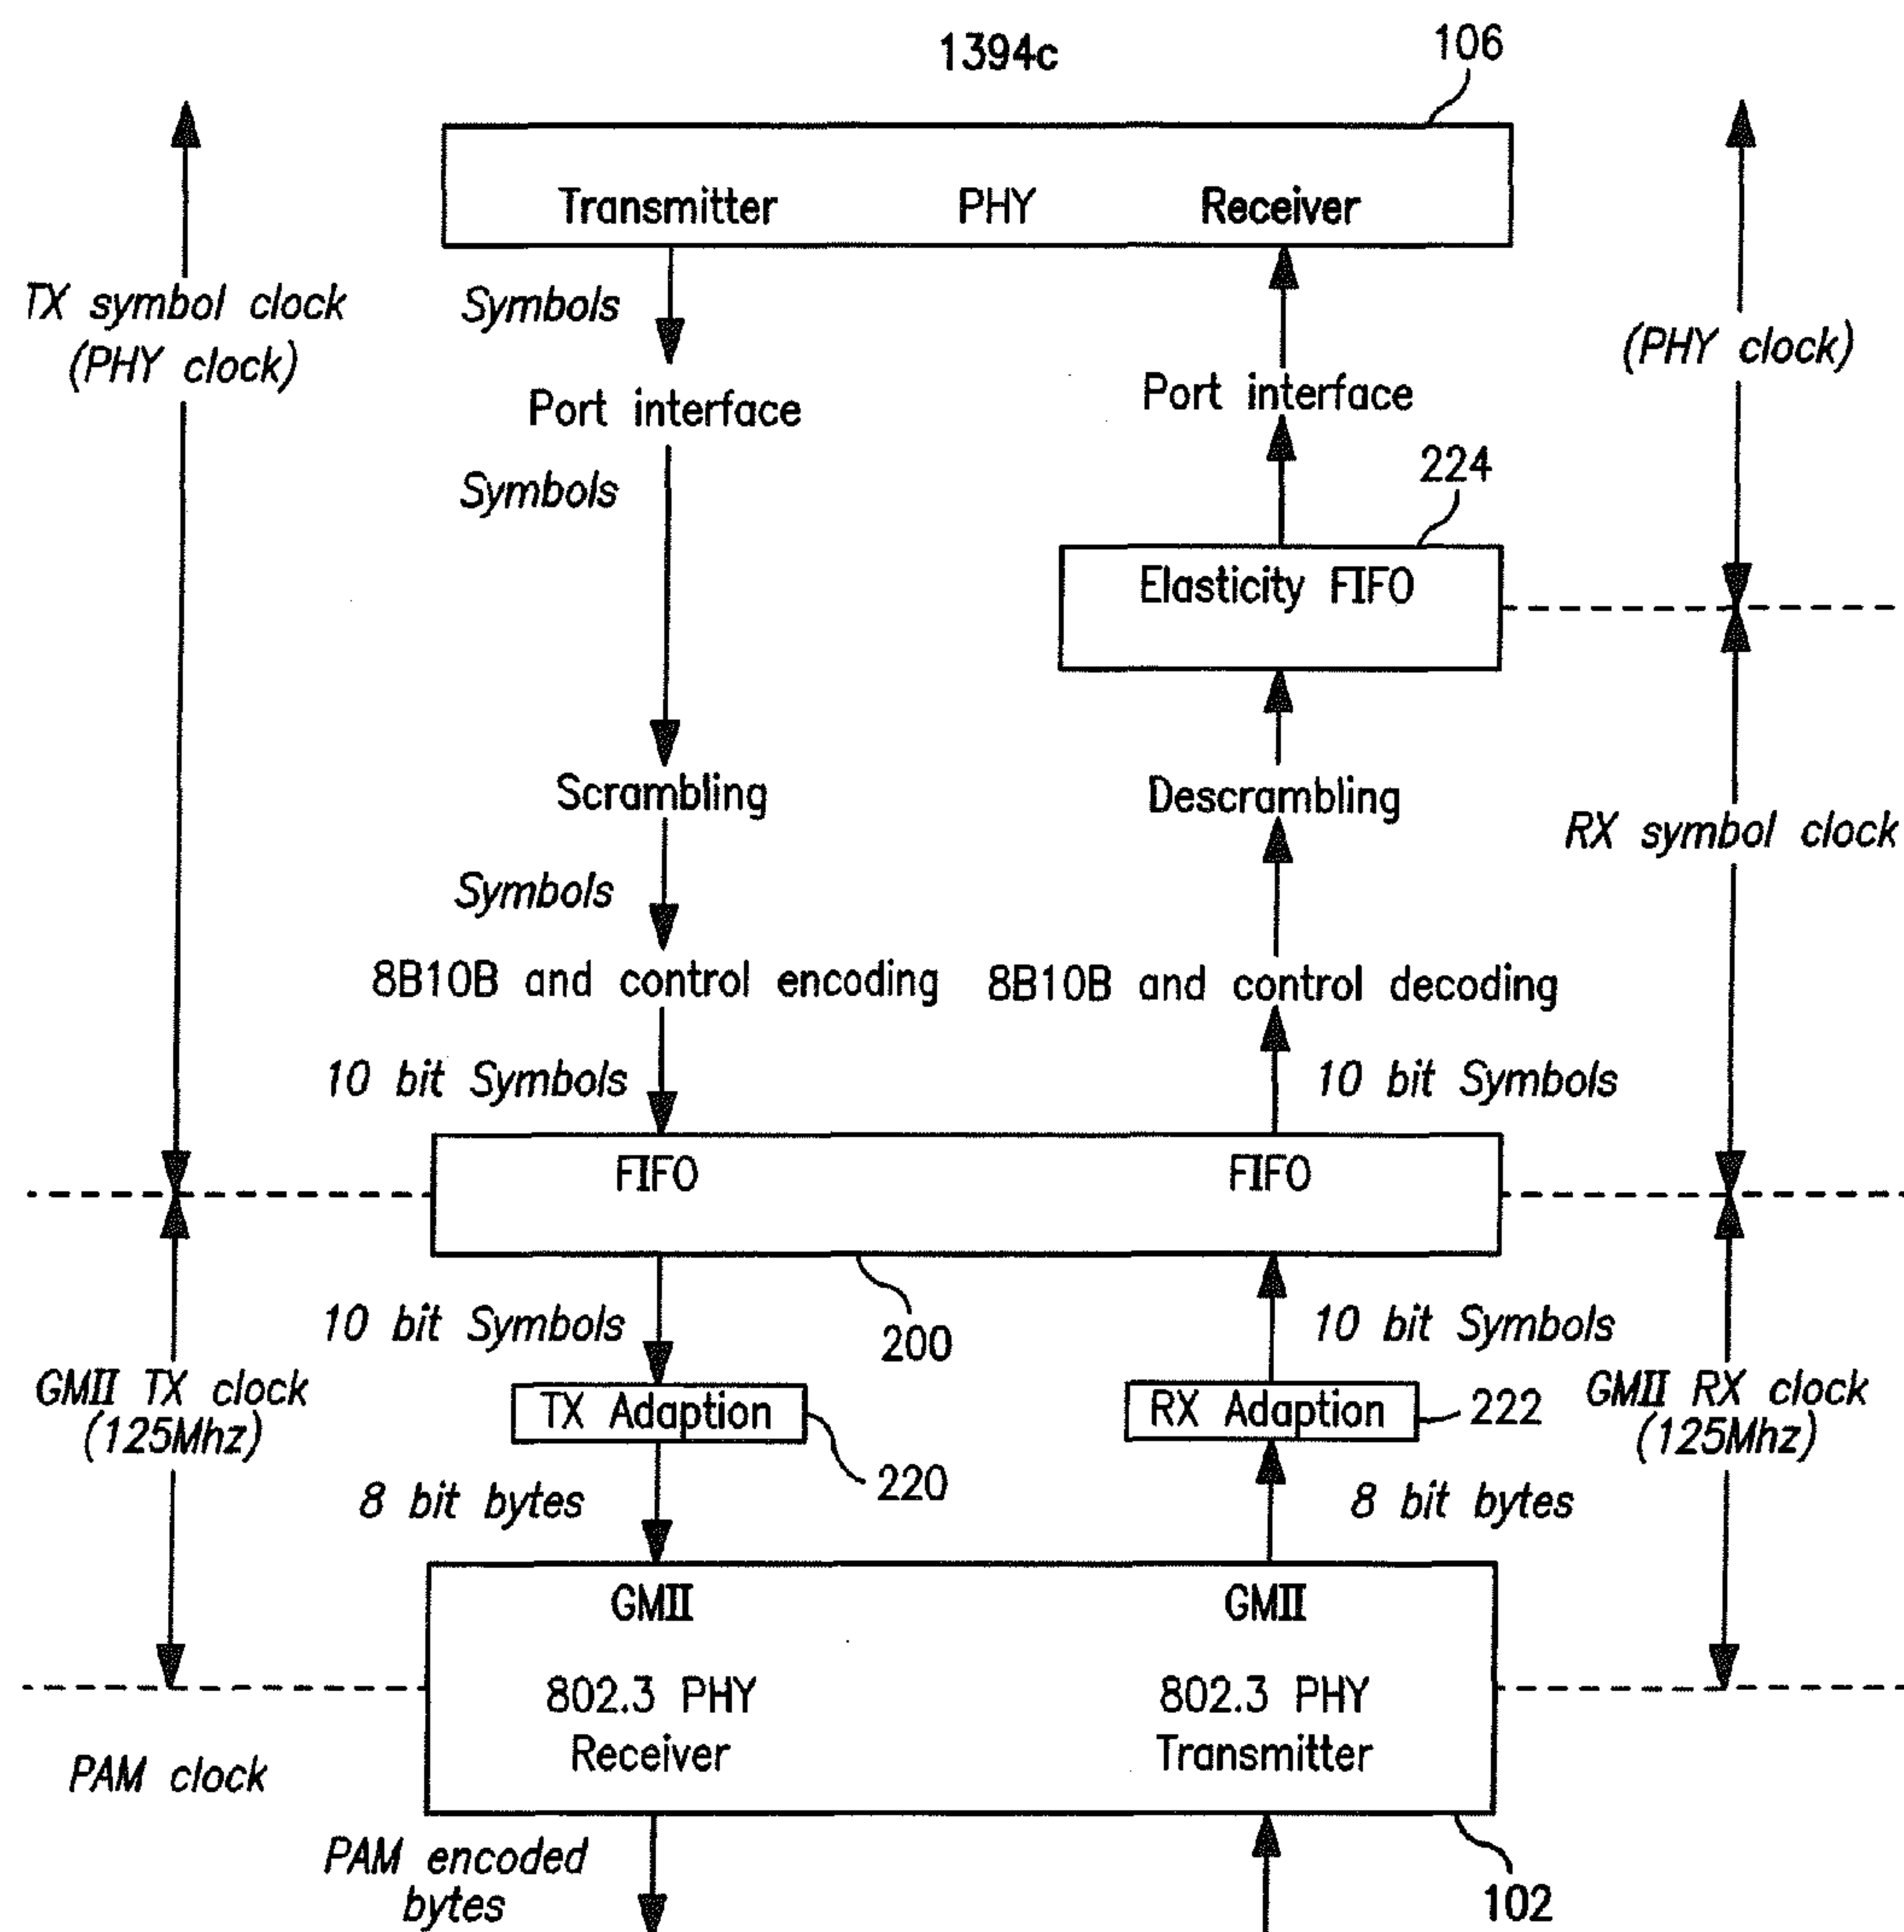 1394c
106
Transmitter PHY Receiver
TX symbol clock
(PHY clock)
Symbols
(PHY clock)
Port interface
Port interface
Symbols
224
Elasticity FIFO
Scrambling
Descrambling
RX symbol clock
Symbols
8B10B and control encoding
8B10B and control decoding
10 bit Symbols
10 bit Symbols
FIFO
FIFO
10 bit Symbols
200
10 bit Symbols
GMII TX clock
(125Mhz)
TX Adaption
RX Adaption
222
GMII RX clock
(125Mhz)
8 bit bytes
220
8 bit bytes
GMII
GMII
802.3 PHY
Receiver
802.3 PHY
Transmitter
PAM clock
PAM encoded
bytes
102